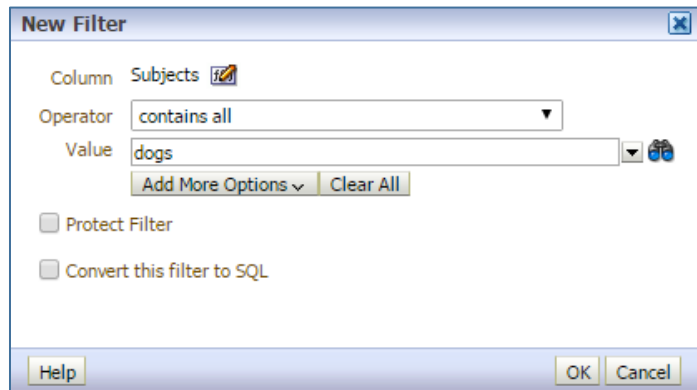 New Filter
Column Subjects
Operator contains all
Value dogs
Add More Options Clear All
Protect Filter
Convert this filter to SQL
Help OK Cancel